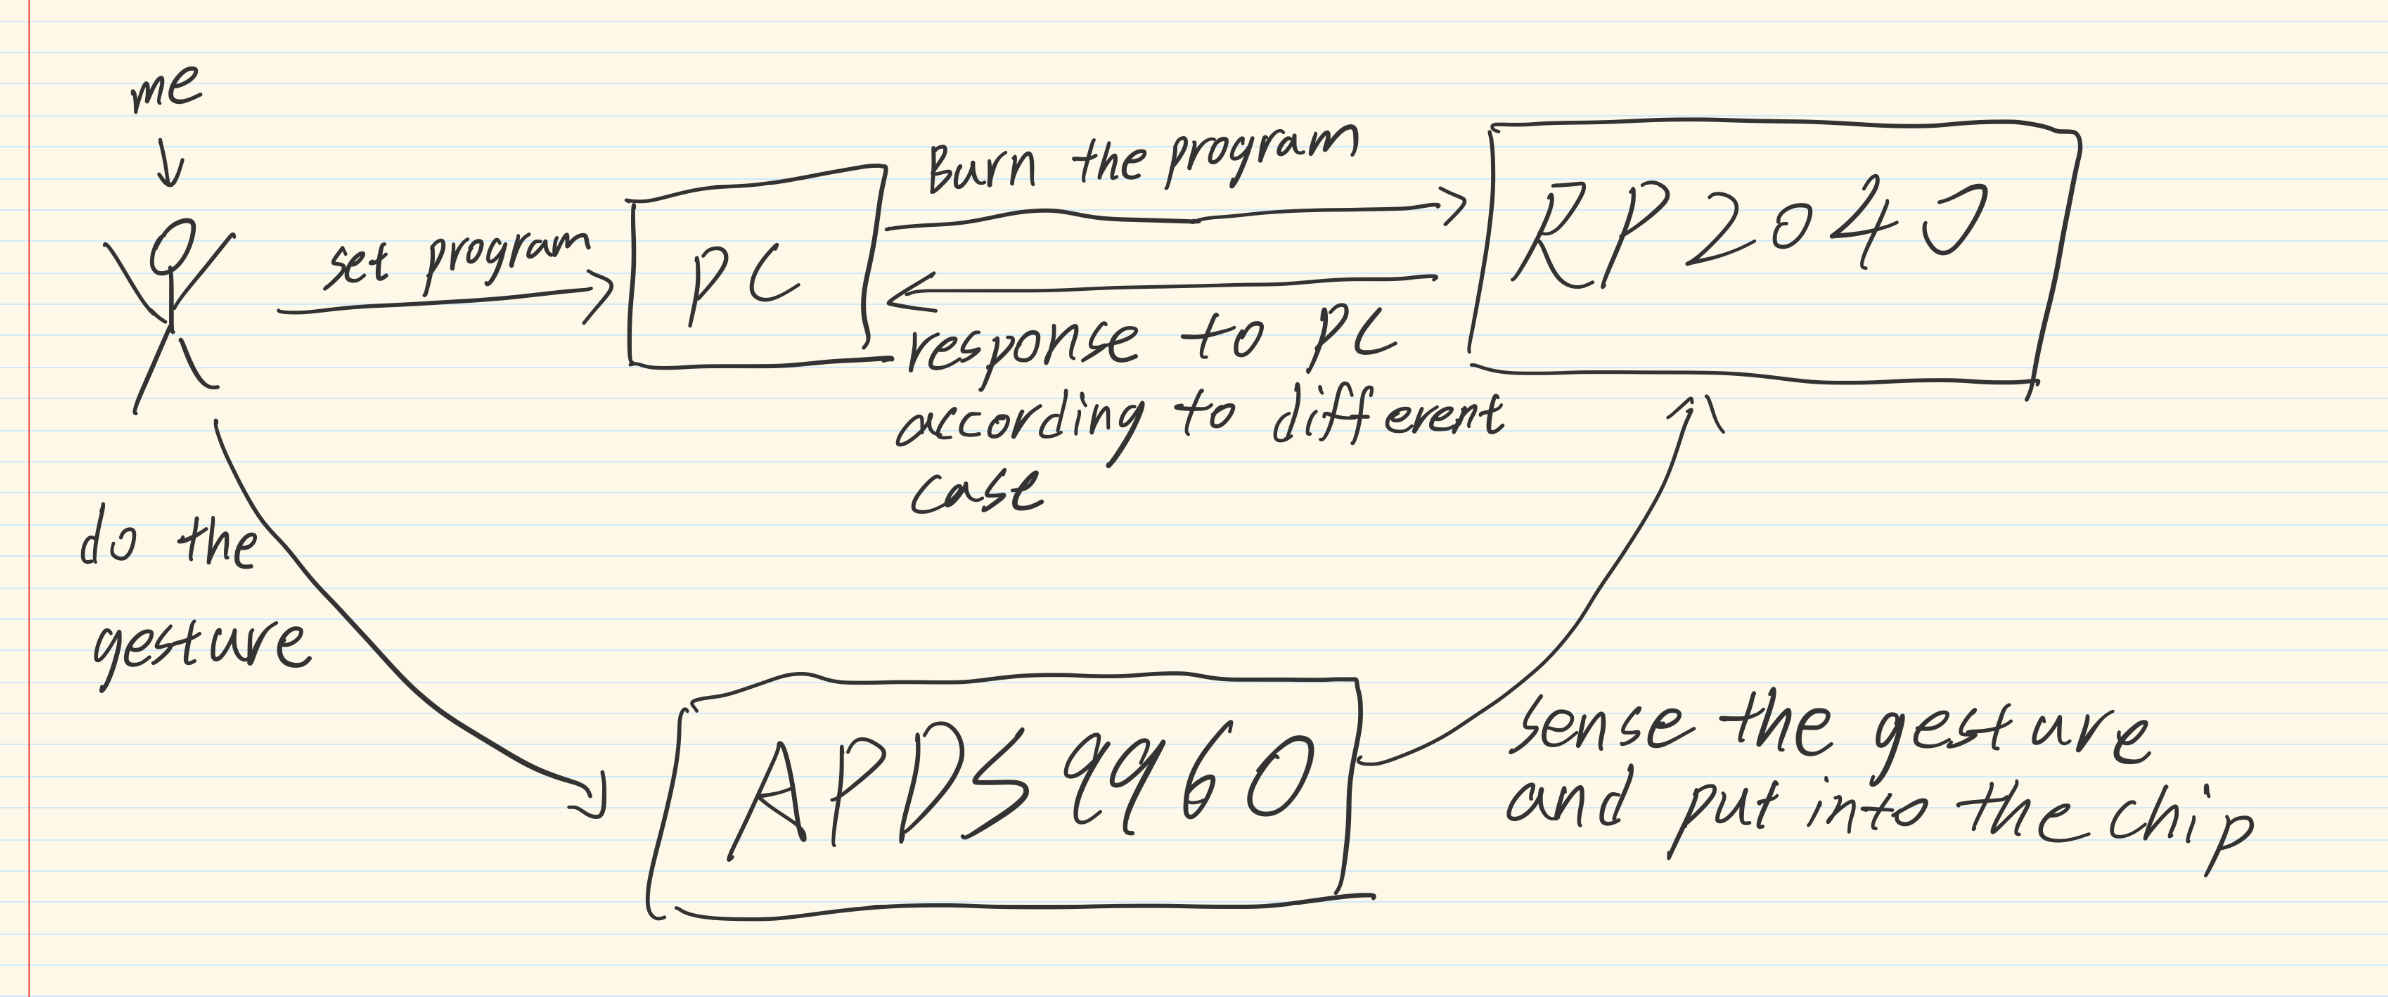 me
set program
PC
Burn the program
RP2040
response to PC
according to different
case
do the
gesture
APDS9960
sense the gesture
and put into the chip